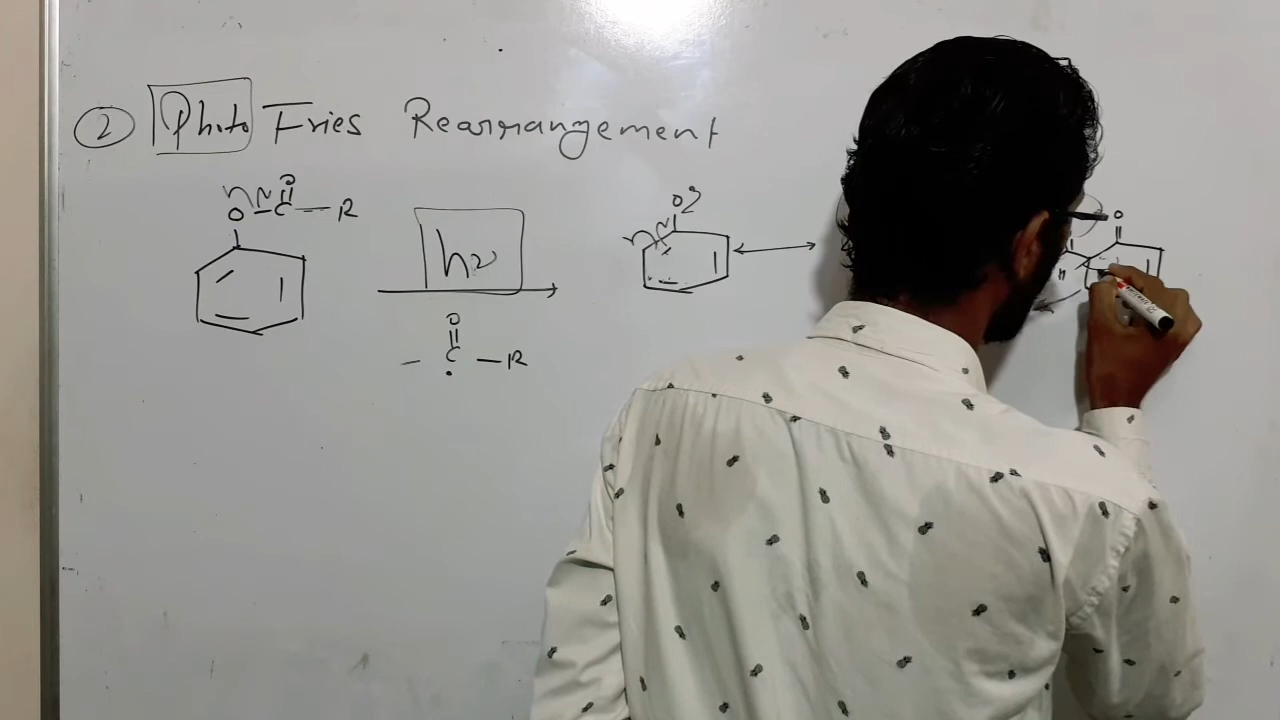 2 Photo Fries Rearrangement
O O
O – C – R
hν
O
– C – R
O
O
H